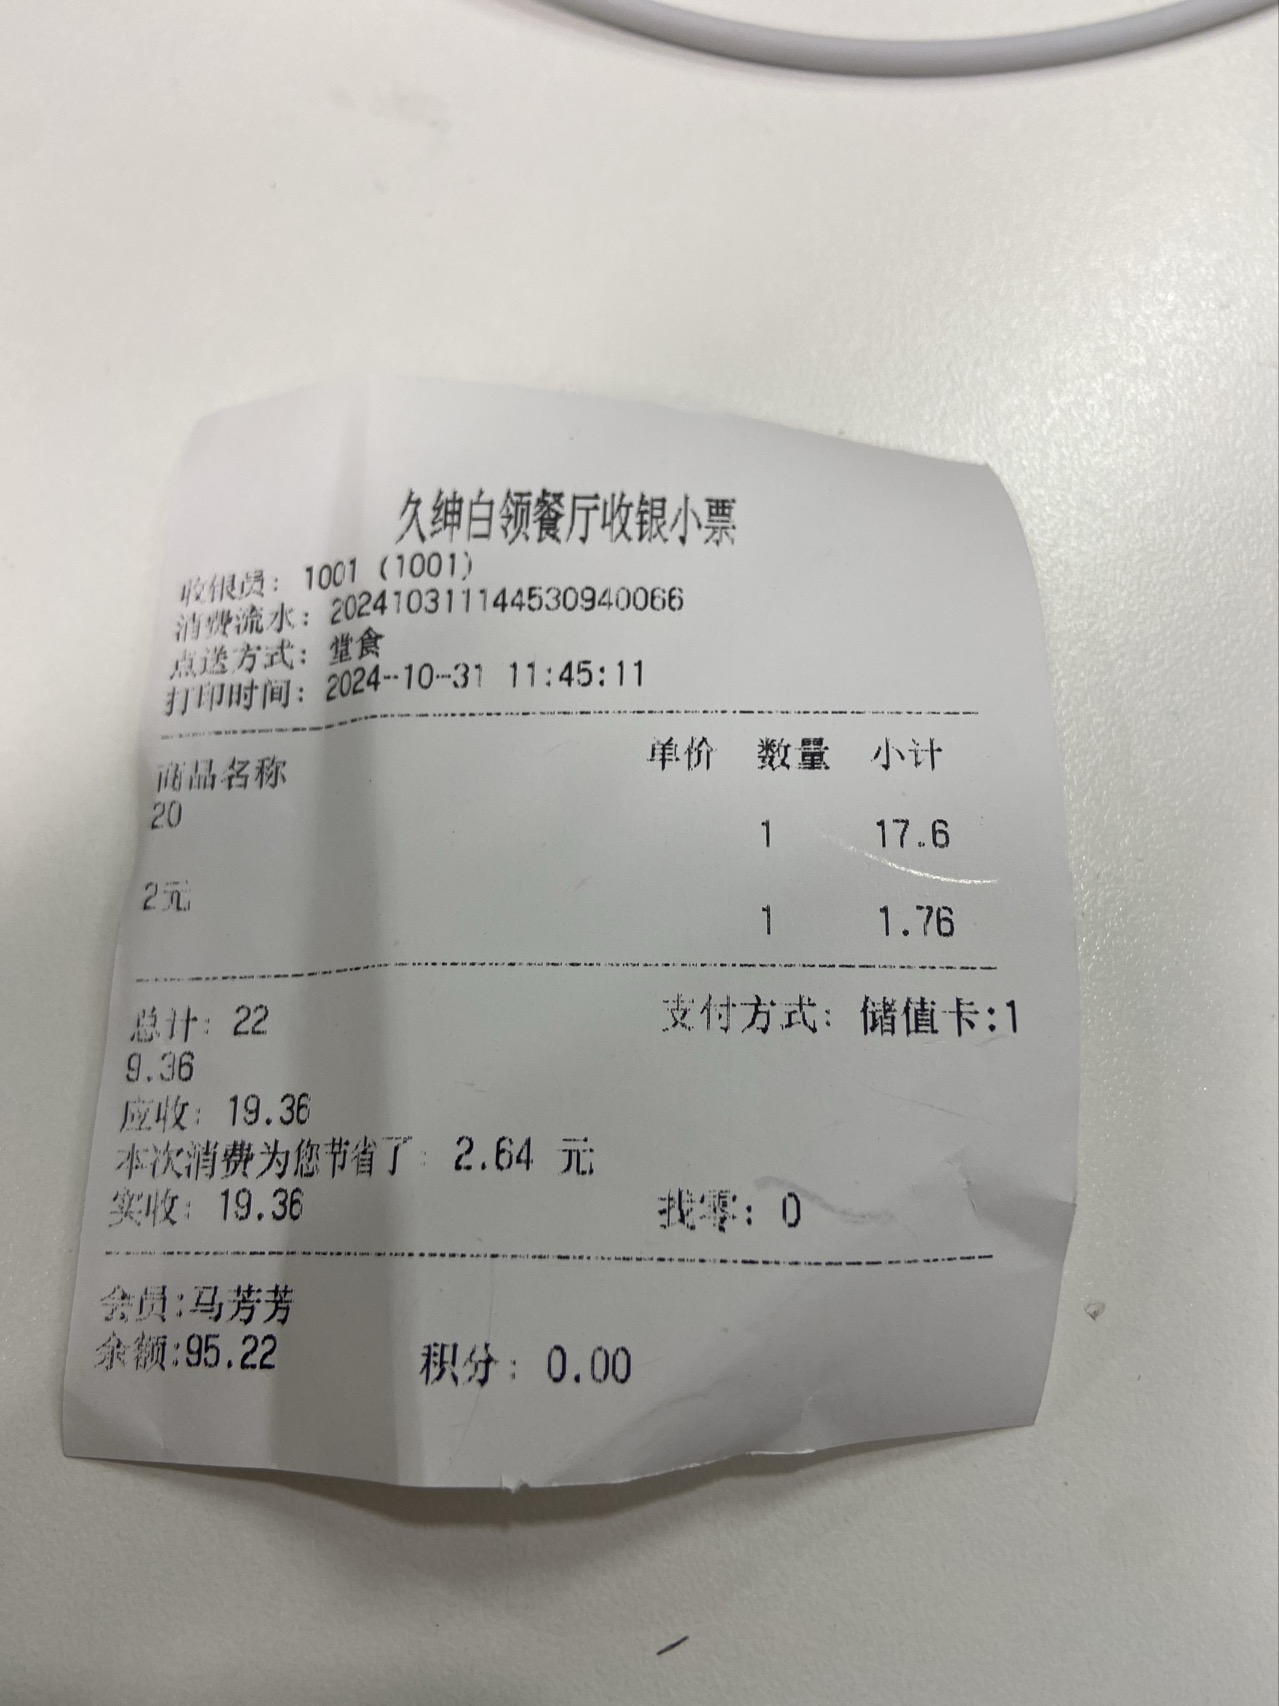 久绅白领餐厅收银小票
收银员: 1001 (1001)
消费流水: 2024103111144530940066
点送方式: 堂食
打印时间: 2024-10-31 11:45:11
商品名称 单价 数量 小计
20
1 17.6
2元
1 1.76
总计: 22 支付方式: 储值卡:1
9.36
应收: 19.36
本次消费为您节省了: 2.64 元
实收: 19.36 找零: 0
会员:马芳芳
余额:95.22 积分: 0.00